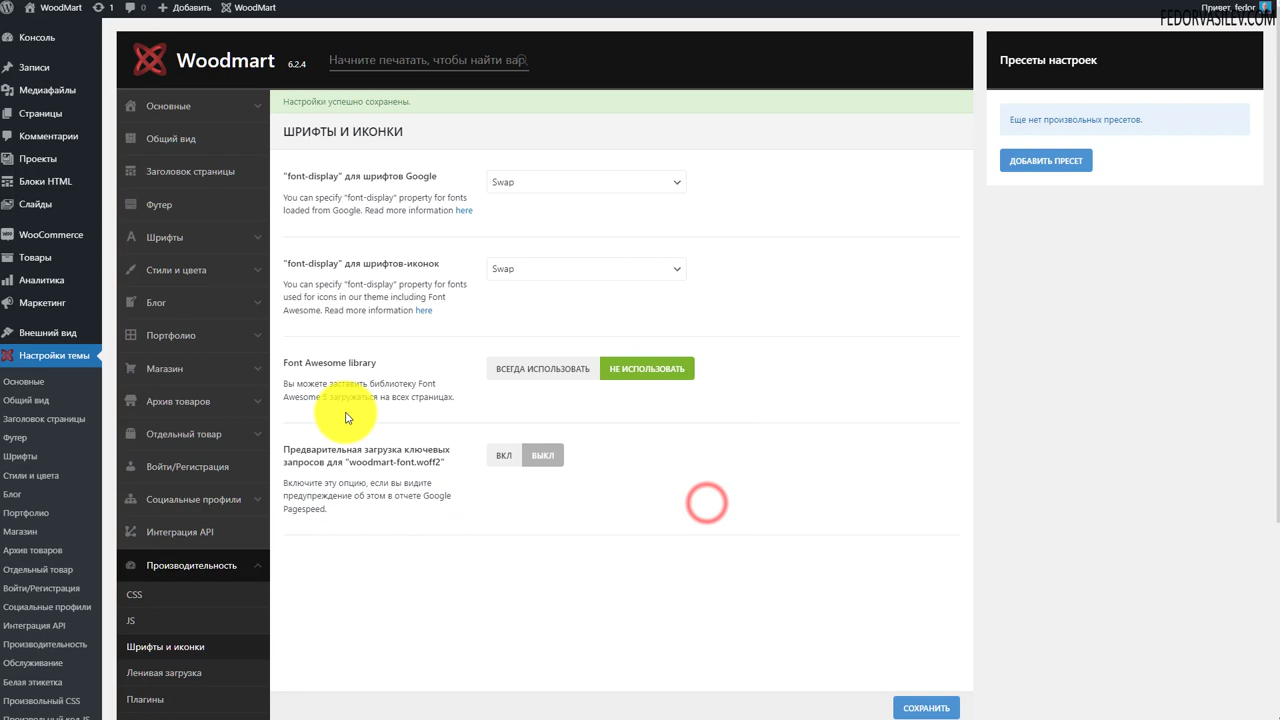 WoodMart 1 0 Добавить WoodMart Привет, fedor
FEDORVASILEV.COM
Консоль
Записи
Медиафайлы
Страницы
Комментарии
Проекты
Блоки HTML
Слайды
WooCommerce
Товары
Аналитика
Маркетинг
Внешний вид
Настройки темы
Основные
Общий вид
Заголовок страницы
Футер
Шрифты
Стили и цвета
Блог
Портфолио
Магазин
Архив товаров
Отдельный товар
Войти/Регистрация
Социальные профили
Интеграция API
Производительность
Обслуживание
Белая этикетка
Произвольный CSS
Произвольный код JS
Woodmart 6.2.4 Начните печатать, чтобы найти вар
Основные
Общий вид
Заголовок страницы
Футер
Шрифты
Стили и цвета
Блог
Портфолио
Магазин
Архив товаров
Отдельный товар
Войти/Регистрация
Социальные профили
Интеграция API
Производительность
CSS
JS
Шрифты и иконки
Ленивая загрузка
Плагины
Настройки успешно сохранены.
ШРИФТЫ И ИКОНКИ
"font-display" для шрифтов Google
Swap
You can specify "font-display" property for fonts
loaded from Google. Read more information here
"font-display" для шрифтов-иконок
Swap
You can specify "font-display" property for
fonts used for icons in our theme including Font
Awesome. Read more information here
Font Awesome library
ВСЕГДА ИСПОЛЬЗОВАТЬ НЕ ИСПОЛЬЗОВАТЬ
Вы можете заставить библиотеку Font
Awesome 5 загружаться на всех страницах.
Предварительная загрузка ключевых
запросов для "woodmart-font.woff2"
ВКЛ ВЫКЛ
Включите эту опцию, если вы видите
предупреждение об этом в отчете Google
Pagespeed.
СОХРАНИТЬ
Пресеты настроек
Еще нет произвольных пресетов.
ДОБАВИТЬ ПРЕСЕТ